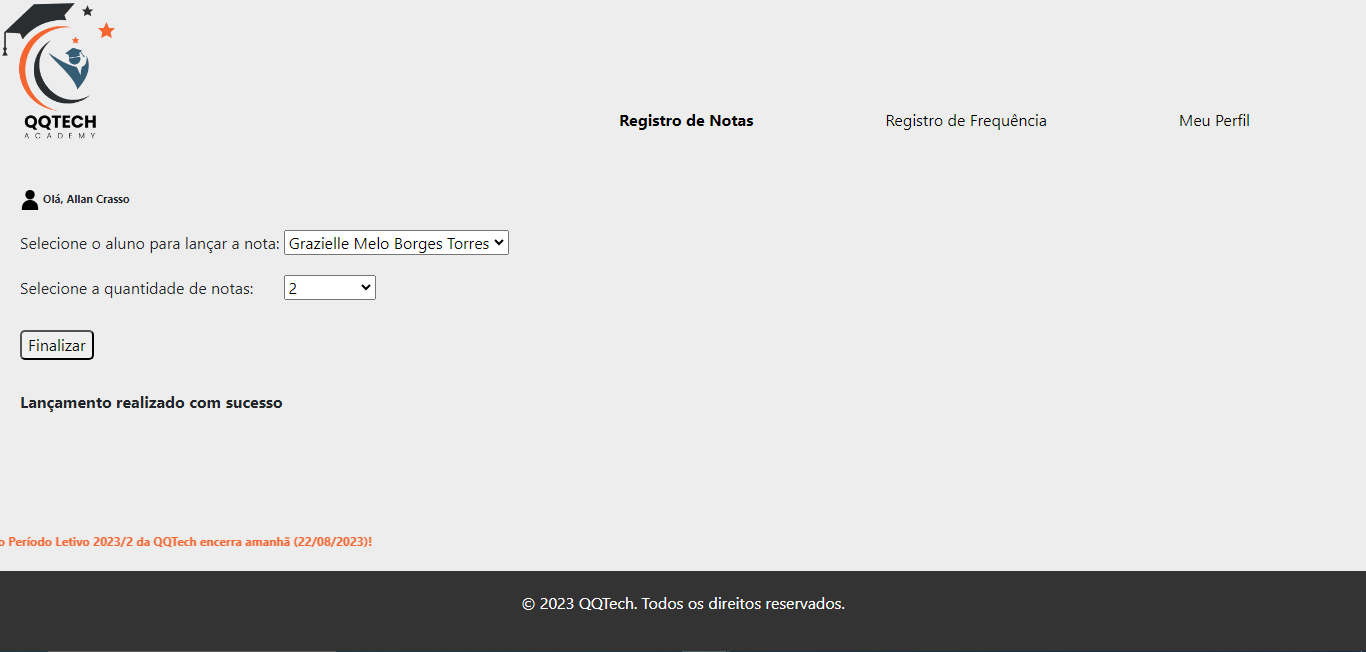 QQTECH
ACADEMY
Registro de Notas
Registro de Frequência
Meu Perfil
Olá, Allan Crasso
Selecione o aluno para lançar a nota: Grazielle Melo Borges Torres
Selecione a quantidade de notas: 2
Finalizar
Lançamento realizado com sucesso
o Período Letivo 2023/2 da QQTech encerra amanhã (22/08/2023)!
© 2023 QQTech. Todos os direitos reservados.